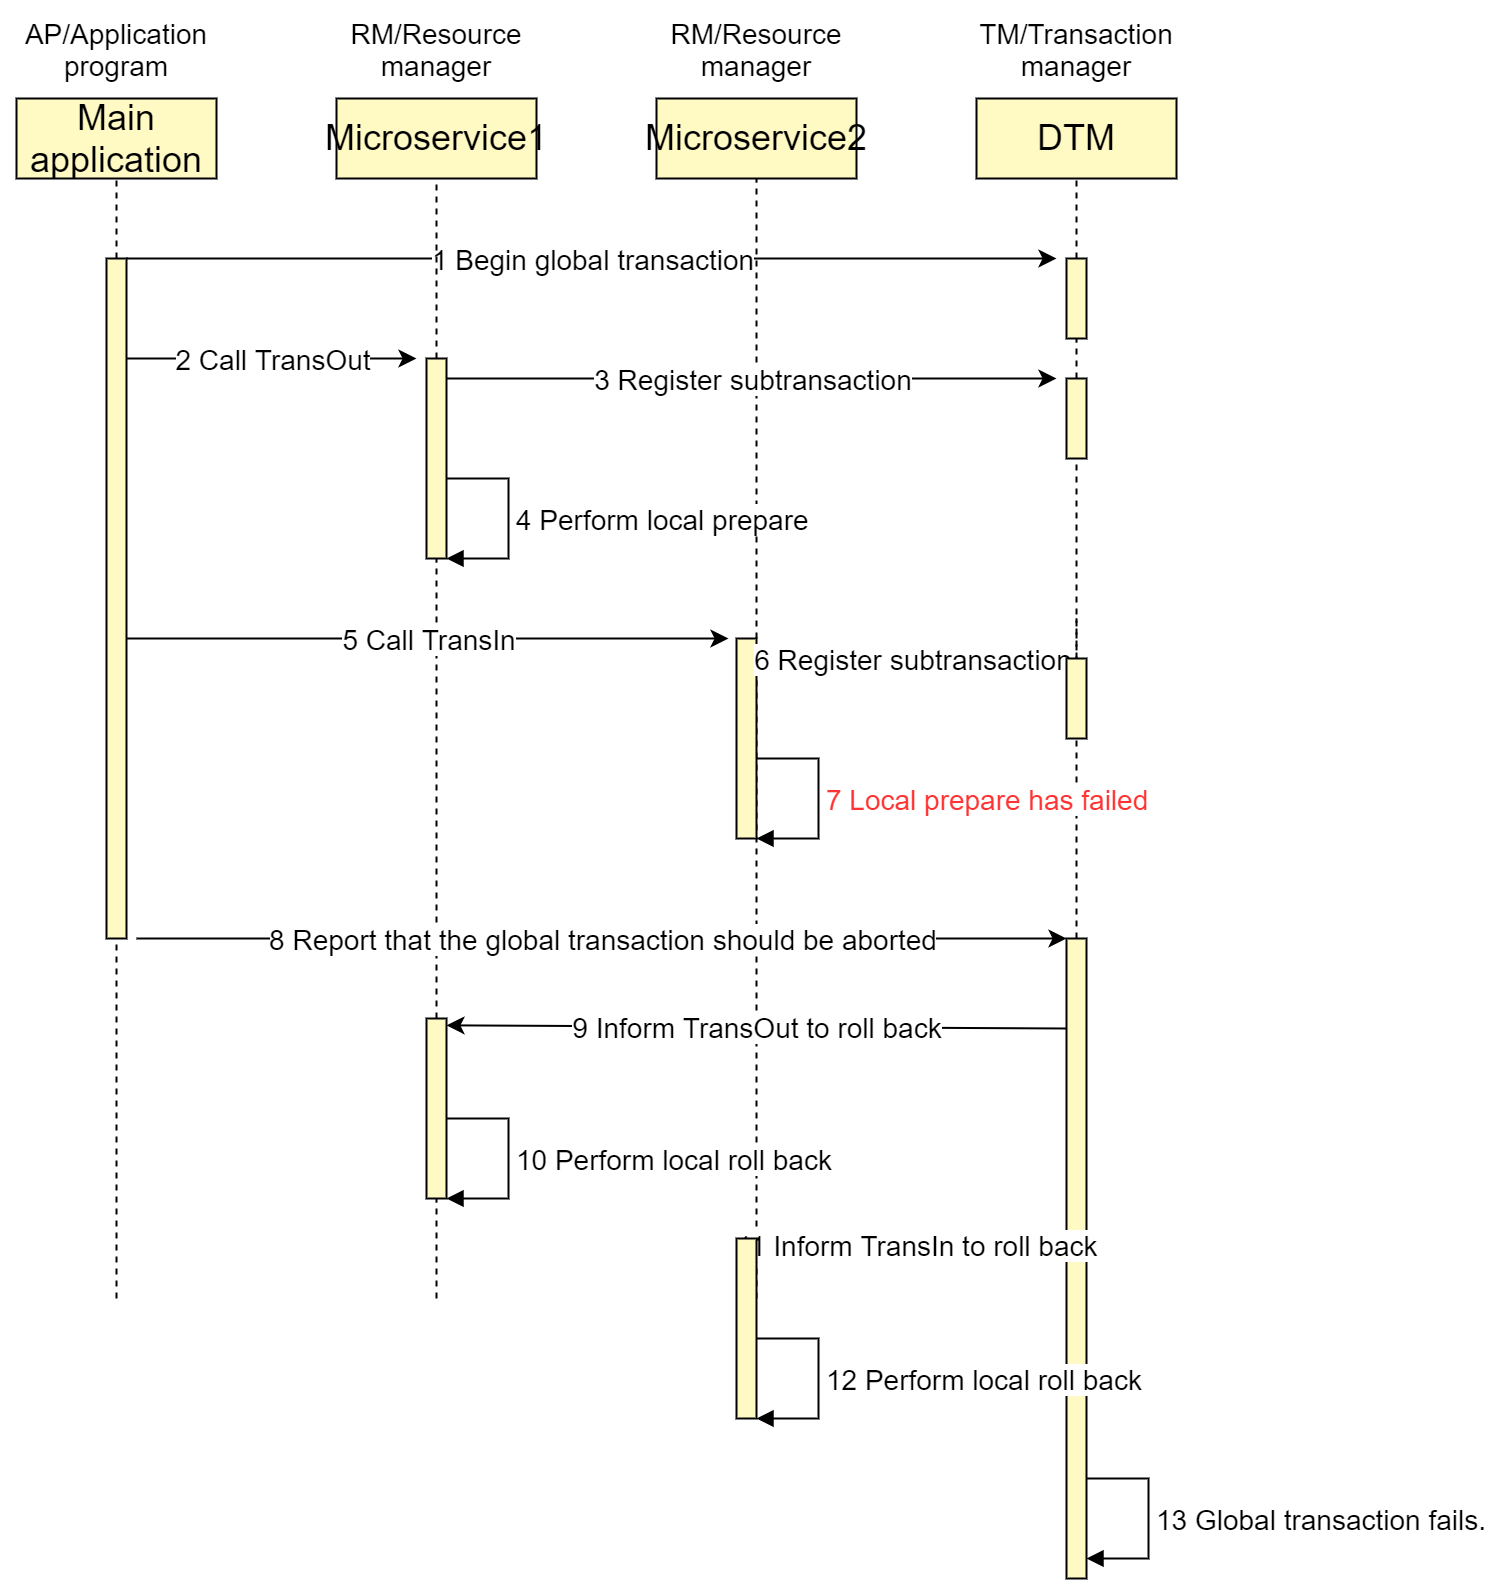 AP/Application
program
RM/Resource
manager
RM/Resource
manager
TM/Transaction
manager
Main
application
Microservice1
Microservice2
DTM
1 Begin global transaction
2 Call TransOut
3 Register subtransaction
4 Perform local prepare
5 Call TransIn
6 Register subtransaction
7 Local prepare has failed
8 Report that the global transaction should be aborted
9 Inform TransOut to roll back
10 Perform local roll back
11 Inform TransIn to roll back
12 Perform local roll back
13 Global transaction fails.